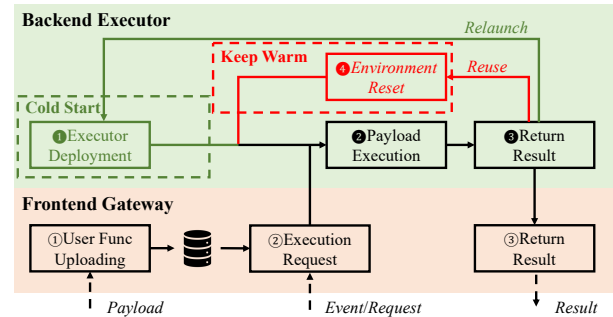 Backend Executor
Relaunch
Keep Warm
❹Environment
Reset
Reuse
Cold Start
❶Executor
Deployment
❷Payload
Execution
❸Return
Result
Frontend Gateway
①User Func
Uploading
②Execution
Request
③Return
Result
Payload
Event/Request
Result